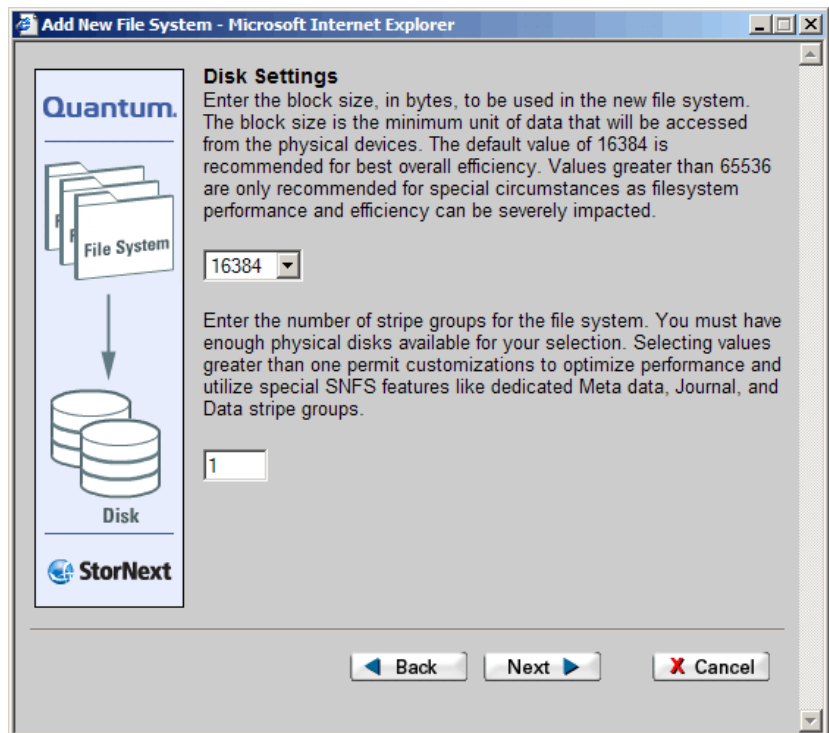 Add New File System - Microsoft Internet Explorer
Quantum.
File System
Disk
StorNext
Disk Settings
Enter the block size, in bytes, to be used in the new file system.
The block size is the minimum unit of data that will be accessed
from the physical devices. The default value of 16384 is
recommended for best overall efficiency. Values greater than 65536
are only recommended for special circumstances as filesystem
performance and efficiency can be severely impacted.
16384
Enter the number of stripe groups for the file system. You must have
enough physical disks available for your selection. Selecting values
greater than one permit customizations to optimize performance and
utilize special SNFS features like dedicated Meta data, Journal, and
Data stripe groups.
1
Back
Next
X Cancel